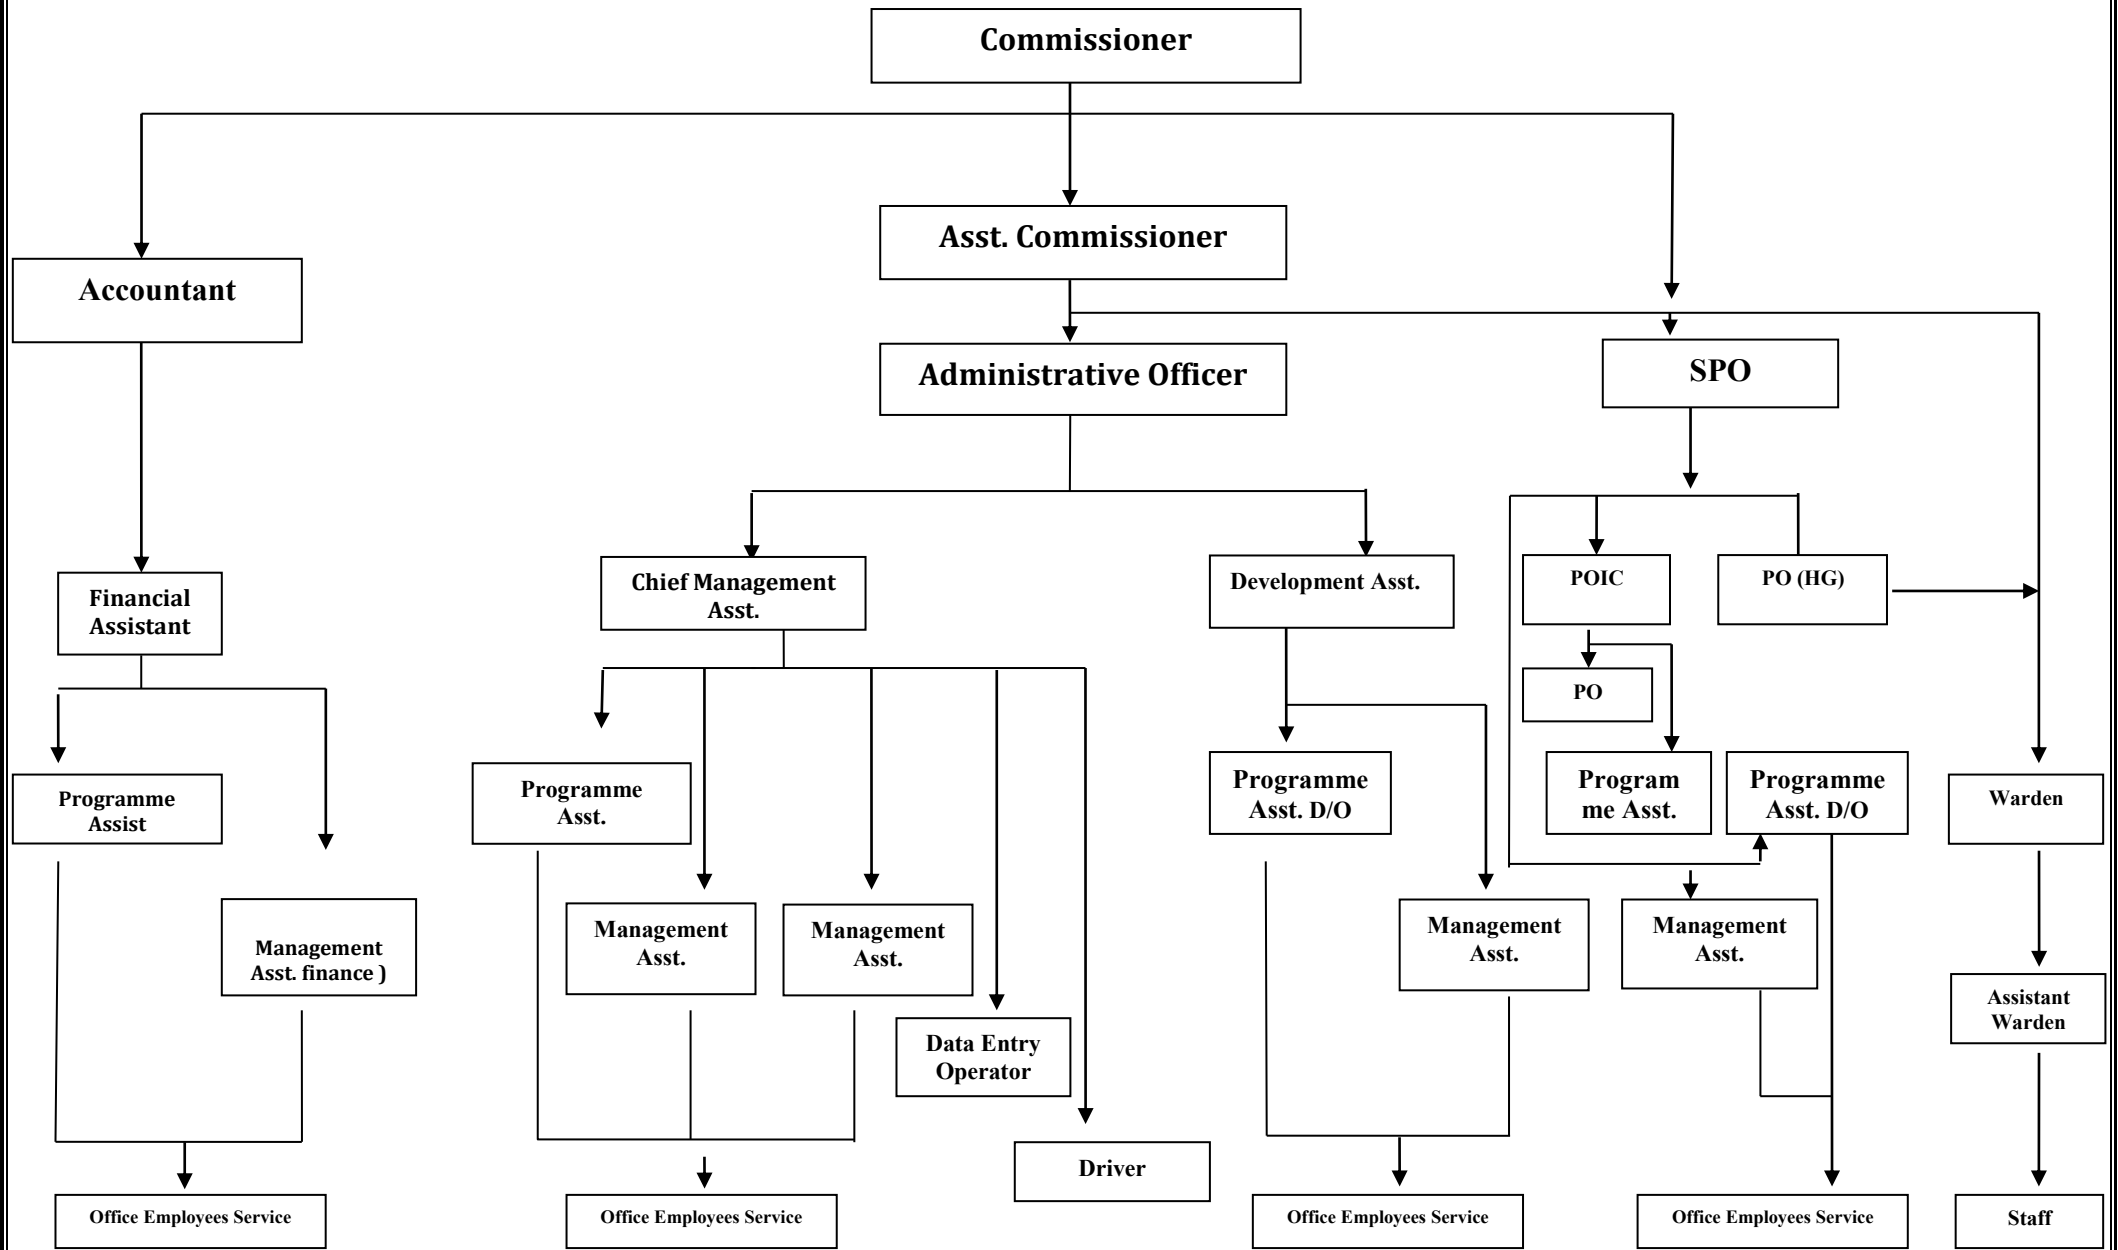 Commissioner
Asst. Commissioner
Accountant
Administrative Officer
SPO
Financial
Assistant
Chief Management
Asst.
Development Asst.
POIC
PO (HG)
PO
Programme
Assist
Programme
Asst.
Programme
Asst. D/O
Program
me Asst.
Programme
Asst. D/O
Warden
Management
Asst. finance )
Management
Asst.
Management
Asst.
Management
Asst.
Management
Asst.
Assistant
Warden
Data Entry
Operator
Driver
Office Employees Service
Office Employees Service
Office Employees Service
Office Employees Service
Staff